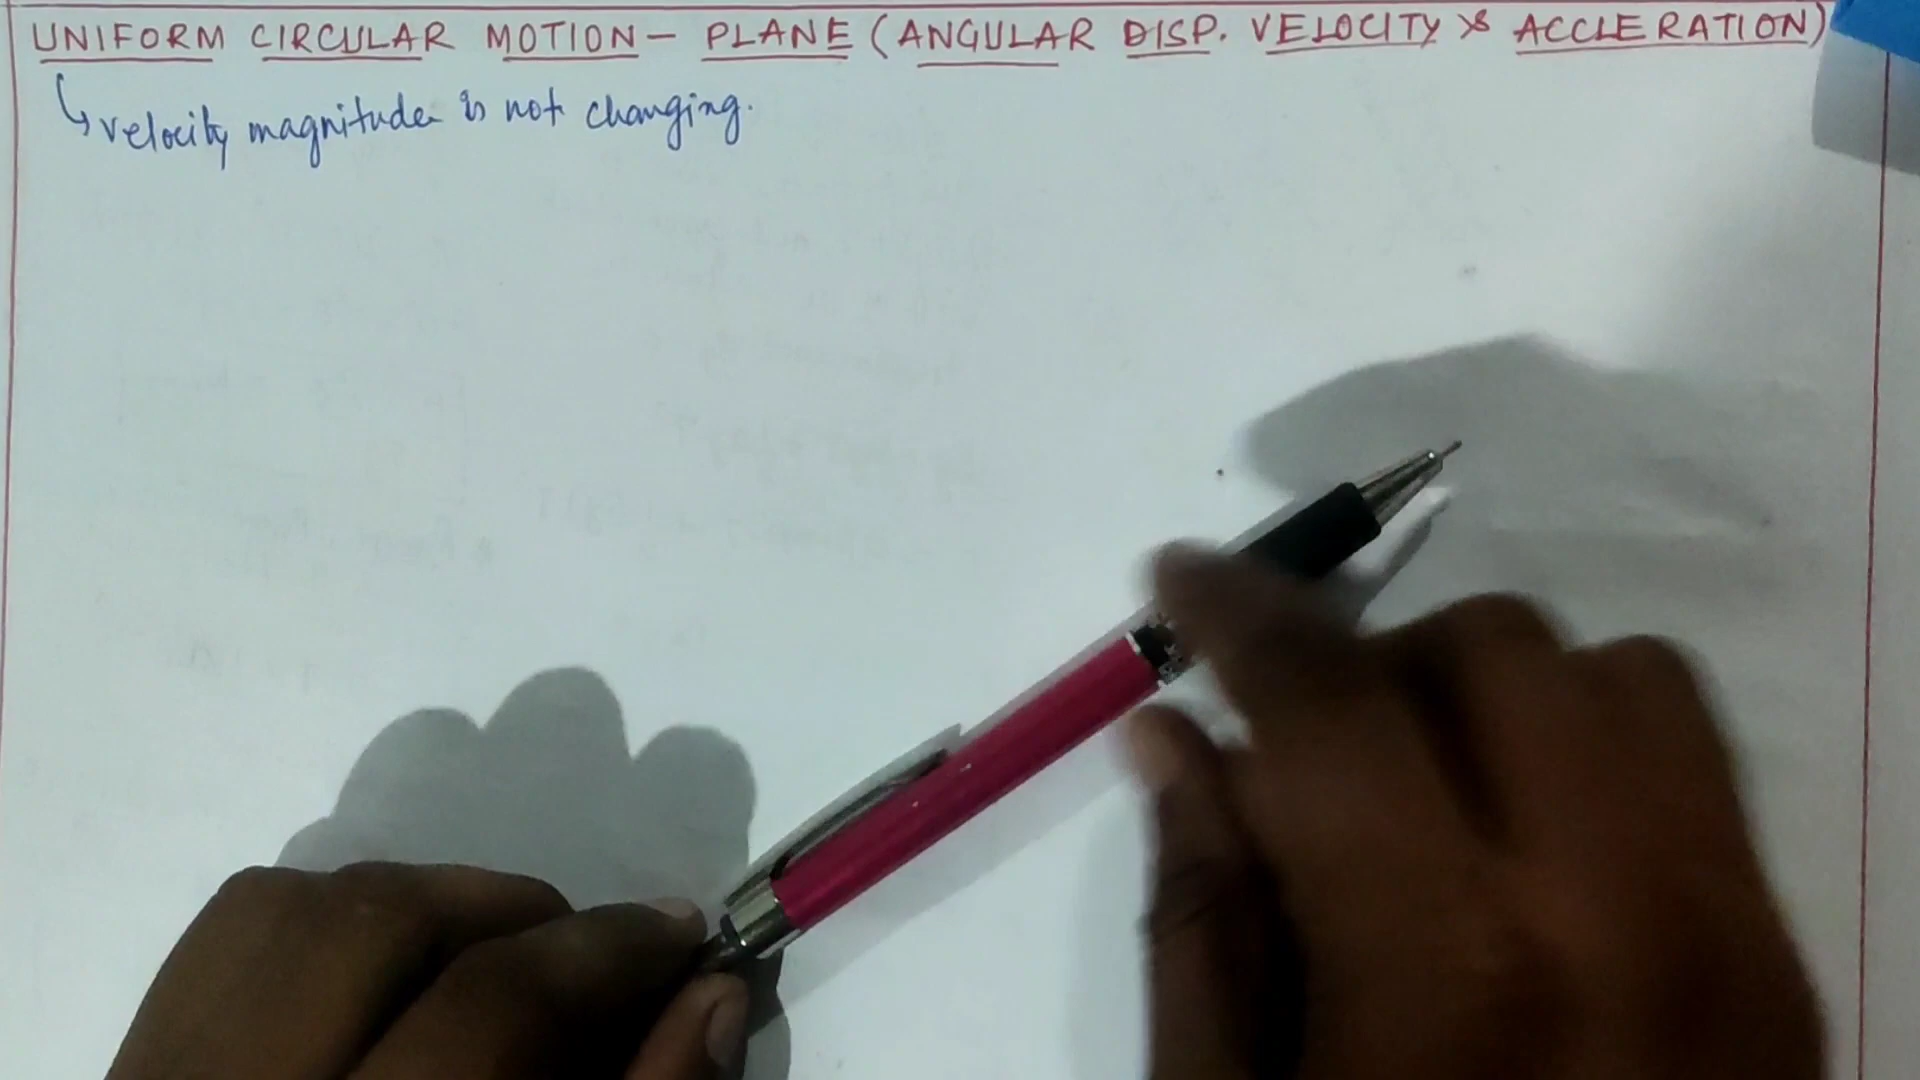 UNIFORM CIRCULAR MOTION - PLANE (ANGULAR DISP. VELOCITY & ACCLERATION)
↳ velocity magnitude is not changing.